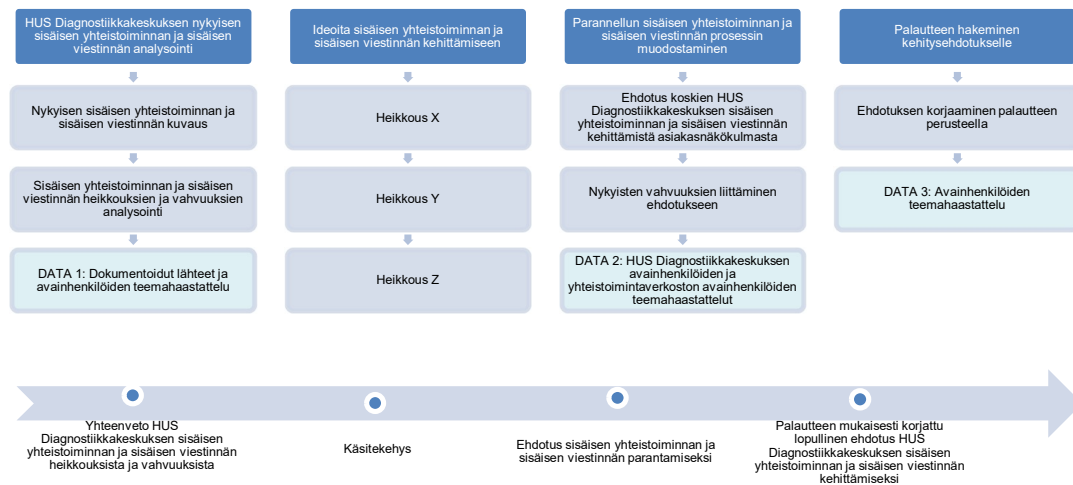 HUS Diagnostiikkakeskuksen nykyisen
sisäisen yhteistoiminnan ja sisäisen
viestinnän analysointi
Nykyisen sisäisen yhteistoiminnan ja
sisäisen viestinnän kuvaus
Sisäisen yhteistoiminnan ja sisäisen
viestinnän heikkouksien ja vahvuuksien
analysointi
DATA 1: Dokumentoidut lähteet ja
avainhenkilöiden teemahaastattelu
Ideoita sisäisen yhteistoiminnan ja
sisäisen viestinnän kehittämiseen
Heikkous X
Heikkous Y
Heikkous Z
Parannellun sisäisen yhteistoiminnan ja
sisäisen viestinnän prosessin
muodostaminen
Ehdotus koskien HUS
Diagnostiikkakeskuksen sisäisen
yhteistoiminnan ja sisäisen viestinnän
kehittämistä asiakasnäkökulmasta
Nykyisten vahvuuksien liittäminen
ehdotukseen
DATA 2: HUS Diagnostiikkakeskuksen
avainhenkilöiden ja
yhteistoimintaverkoston avainhenkilöiden
teemahaastattelut
Palautteen hakeminen
kehitysehdotukselle
Ehdotuksen korjaaminen palautteen
perusteella
DATA 3: Avainhenkilöiden
teemahaastattelu
Yhteenveto HUS
Diagnostiikkakeskuksen sisäisen
yhteistoiminnan ja sisäisen viestinnän
heikkouksista ja vahvuuksista
Käsitekehys
Ehdotus sisäisen yhteistoiminnan ja
sisäisen viestinnän parantamiseksi
Palautteen mukaisesti korjattu
lopullinen ehdotus HUS
Diagnostiikkakeskuksen sisäisen
yhteistoiminnan ja sisäisen viestinnän
kehittämiseksi